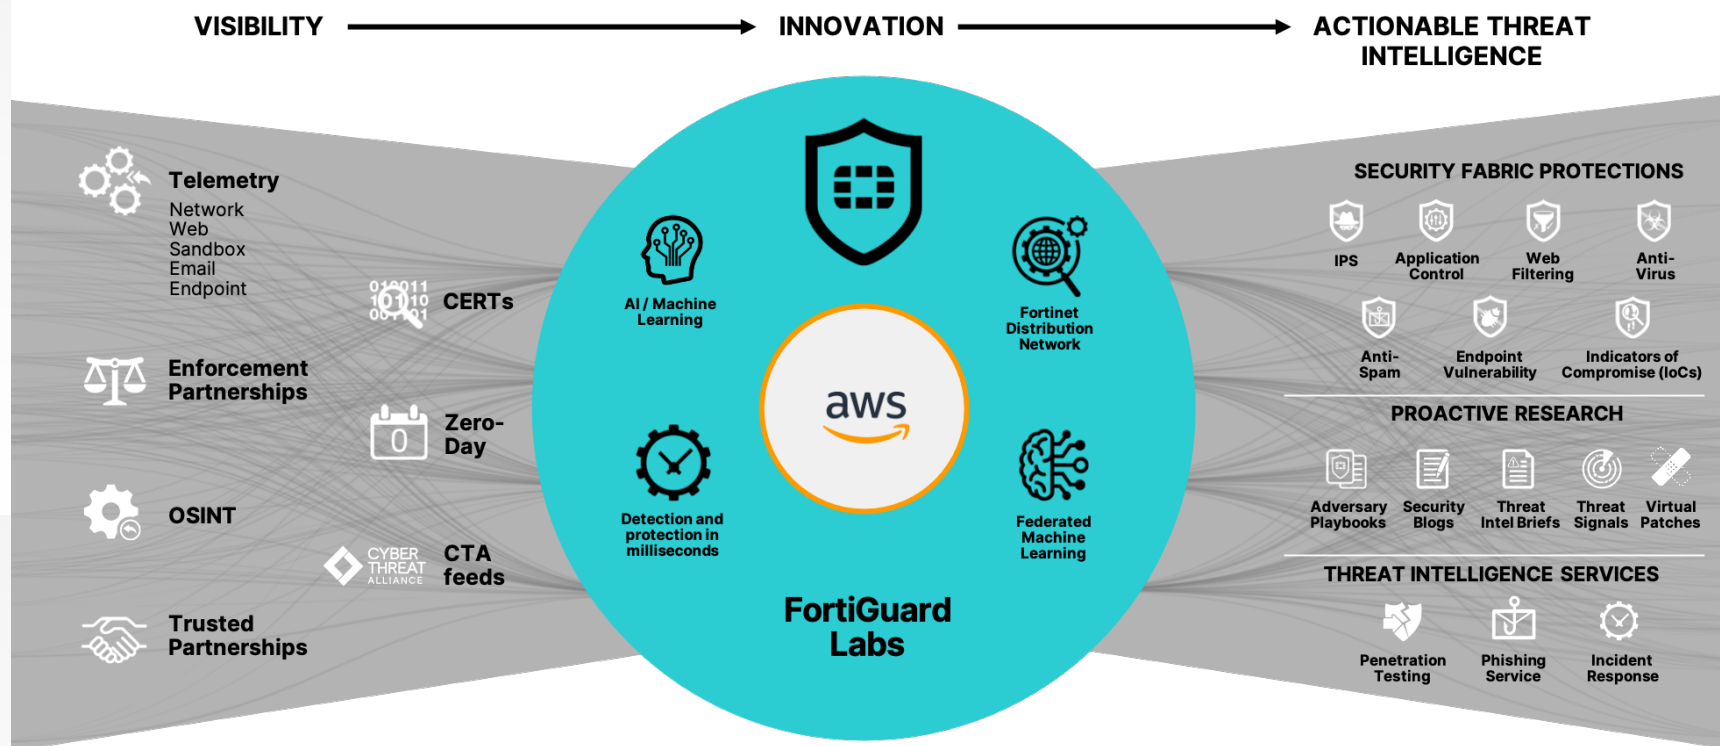 VISIBILITY
INNOVATION
ACTIONABLE THREAT
INTELLIGENCE
Telemetry
Network
Web
Sandbox
Email
Endpoint
CERTs
Enforcement
Partnerships
0
Zero-
Day
OSINT
CYBER
THREAT
ALLIANCE
CTA
feeds
Trusted
Partnerships
AI / Machine
Learning
Fortinet
Distribution
Network
aws
Detection and
protection in
milliseconds
Federated
Machine
Learning
FortiGuard
Labs
SECURITY FABRIC PROTECTIONS
IPS
Application
Control
Web
Filtering
Anti-
Virus
Anti-
Spam
Endpoint
Vulnerability
Indicators of
Compromise (IoCs)
PROACTIVE RESEARCH
Adversary
Playbooks
Security
Blogs
Threat
Intel Briefs
Threat
Signals
Virtual
Patches
THREAT INTELLIGENCE SERVICES
Penetration
Testing
Phishing
Service
Incident
Response